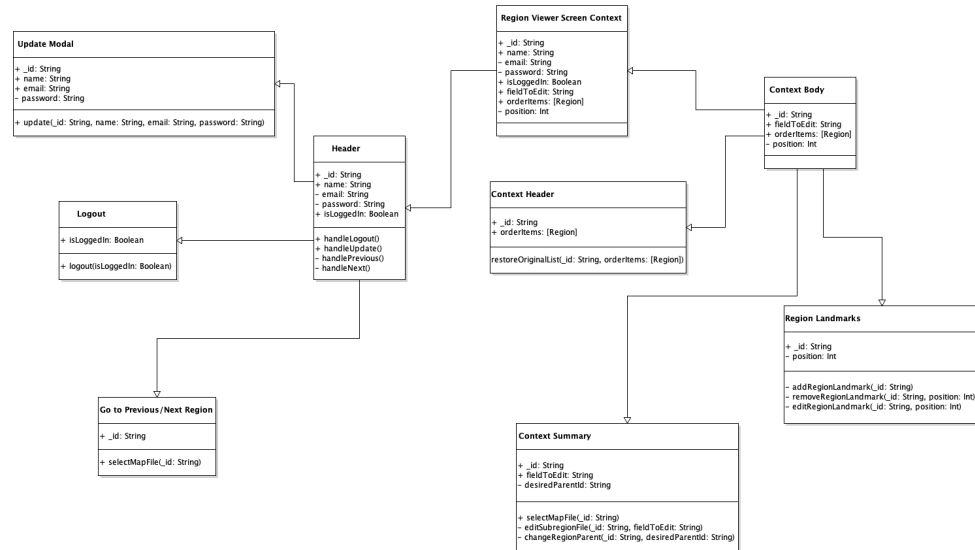 Update Modal
+ _id: String
+ name: String
+ email: String
- password: String
+ update(_id: String, name: String, email: String, password: String)
Region Viewer Screen Context
+ _id: String
+ name: String
- email: String
- password: String
+ isLoggedIn: Boolean
+ fieldToEdit: String
+ orderItems: [Region]
- position: Int
Context Body
+ _id: String
+ fieldToEdit: String
+ orderItems: [Region]
- position: Int
Header
+ _id: String
+ name: String
- email: String
- password: String
+ isLoggedIn: Boolean
+ handleLogout()
+ handleUpdate()
- handlePrevious()
- handleNext()
Context Header
+ _id: String
+ orderItems: [Region]
restoreOriginalList(_id: String, orderItems: [Region])
Logout
+ isLoggedIn: Boolean
+ logout(isLoggedIn: Boolean)
Region Landmarks
+ _id: String
- position: Int
- addRegionLandmark(_id: String)
- removeRegionLandmark(_id: String, position: Int)
- editRegionLandmark(_id: String, position: Int)
Go to Previous/Next Region
+ _id: String
+ selectMapFile(_id: String)
Context Summary
+ _id: String
+ fieldToEdit: String
- desiredParentId: String
+ selectMapFile(_id: String)
- editSubregionFile(_id: String, fieldToEdit: String)
- changeRegionParent(_id: String, desiredParentId: String)